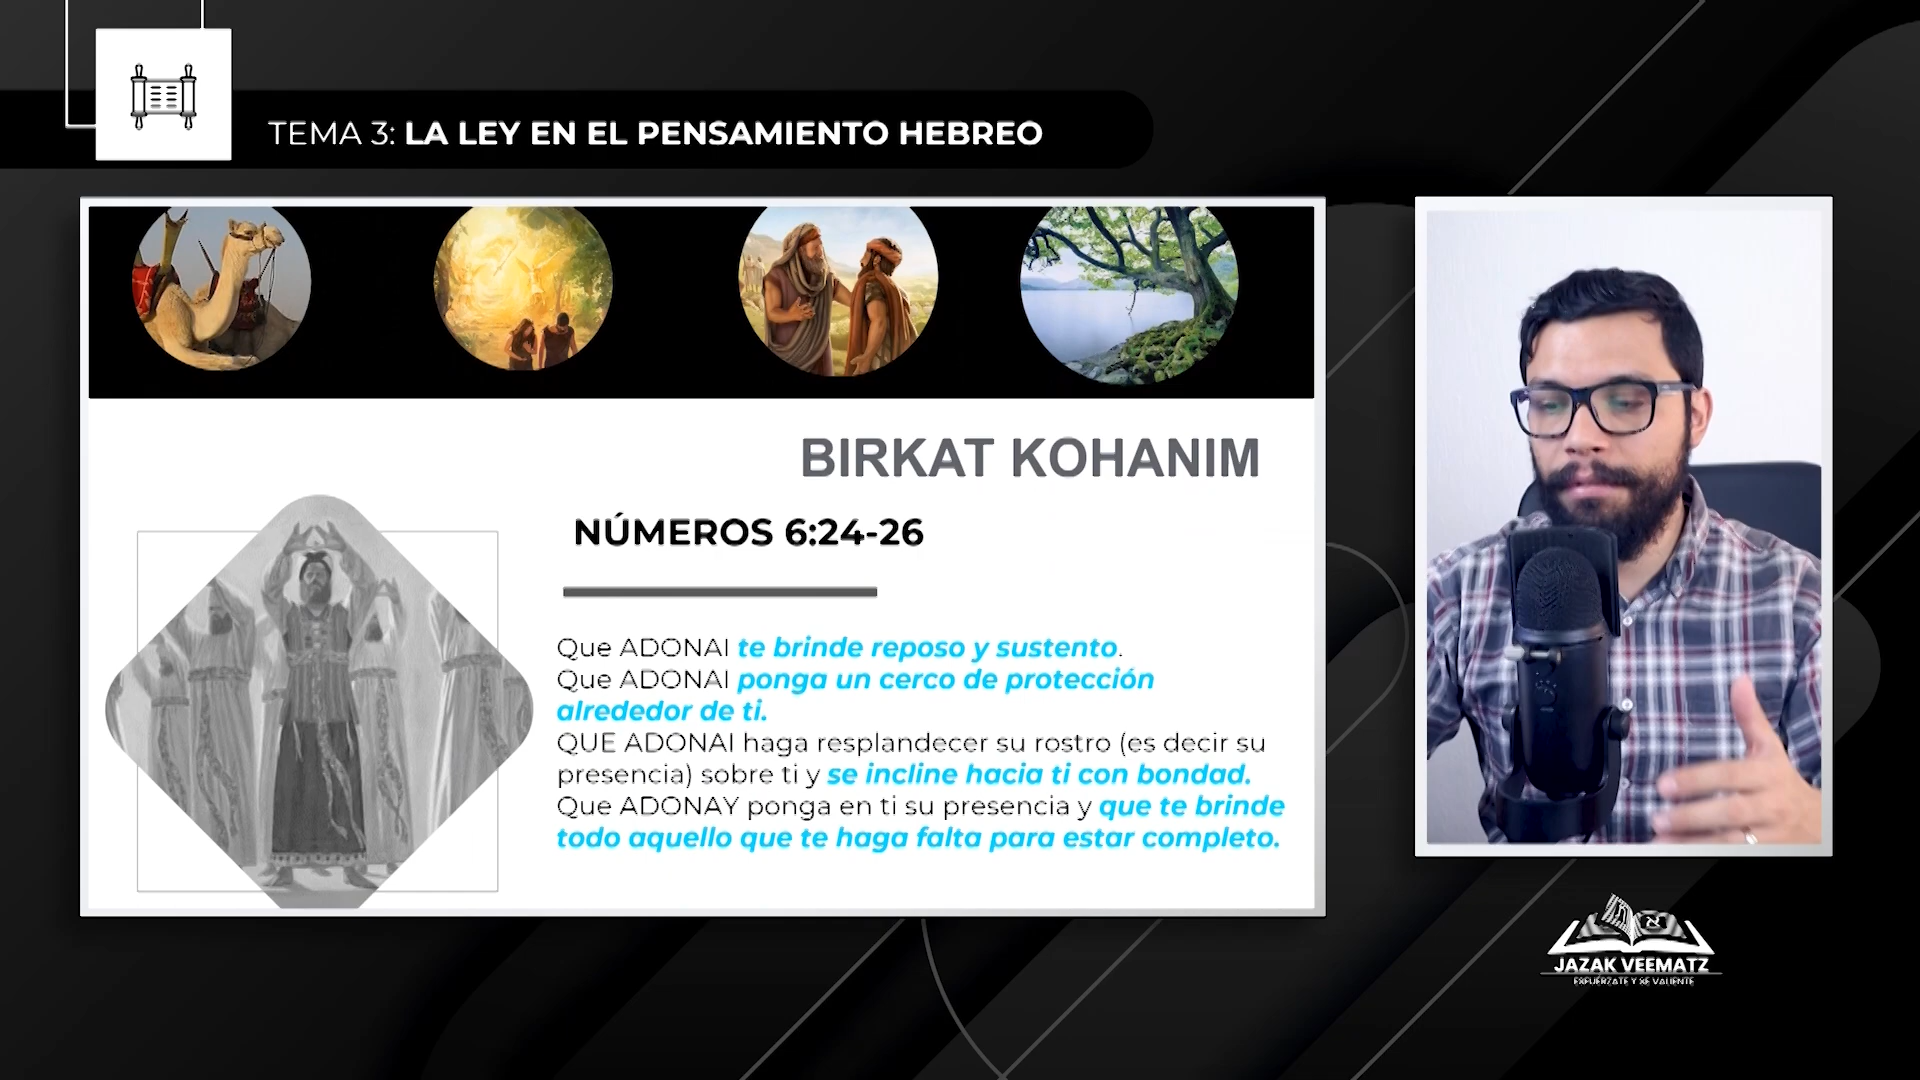 TEMA 3: LA LEY EN EL PENSAMIENTO HEBREO
BIRKAT KOHANIM
NÚMEROS 6:24-26
Que ADONAI te brinde reposo y sustento.
Que ADONAI ponga un cerco de protección
alrededor de ti.
QUE ADONAI haga resplandecer su rostro (es decir su
presencia) sobre ti y se incline hacia ti con bondad.
Que ADONAY ponga en ti su presencia y que te brinde
todo aquello que te haga falta para estar completo.
JAZAK VEEMATZ
ESFUÉRZATE Y SE VALIENTE